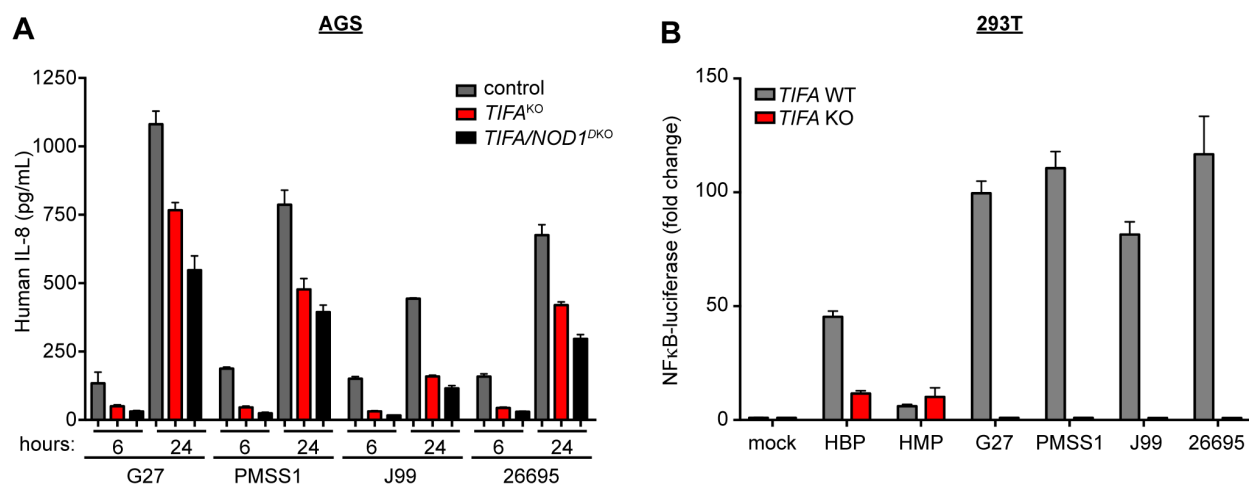 A
AGS
Human IL-8 (pg/mL)
1250
1000
750
500
250
0
control
TIFAKO
TIFA/NOD1DKO
hours: 6 24 6 24 6 24 6 24
G27 PMSS1 J99 26695
B
293T
NFκB-luciferase (fold change)
150
100
50
0
TIFA WT
TIFA KO
mock HBP HMP G27 PMSS1 J99 26695